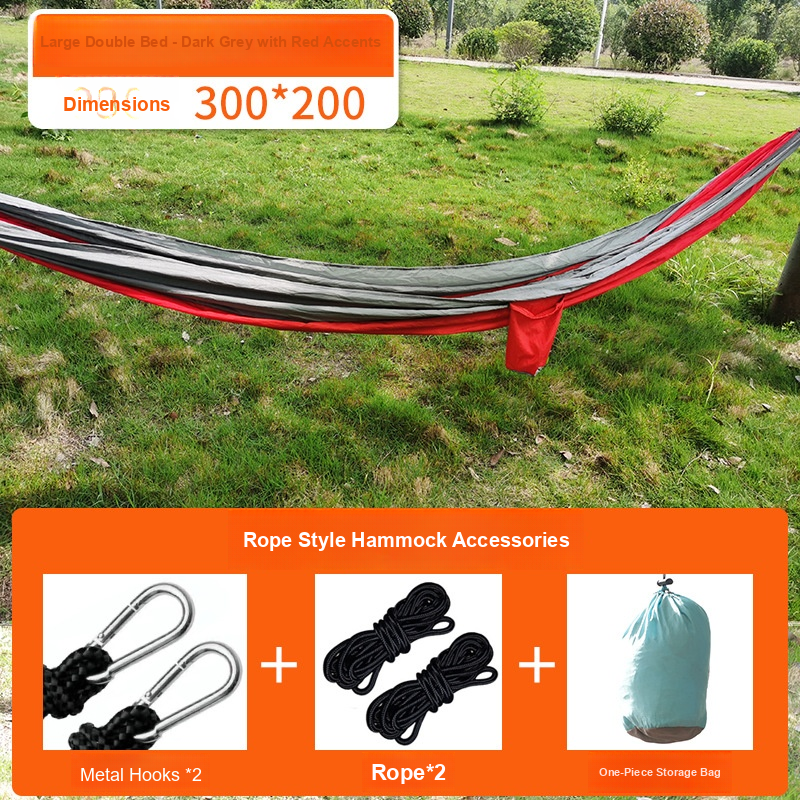 Large Double Bed - Dark Grey with Red Accents
Dimensions 300*200
Rope Style Hammock Accessories
+ +
Metal Hooks *2
Rope*2
One-Piece Storage Bag